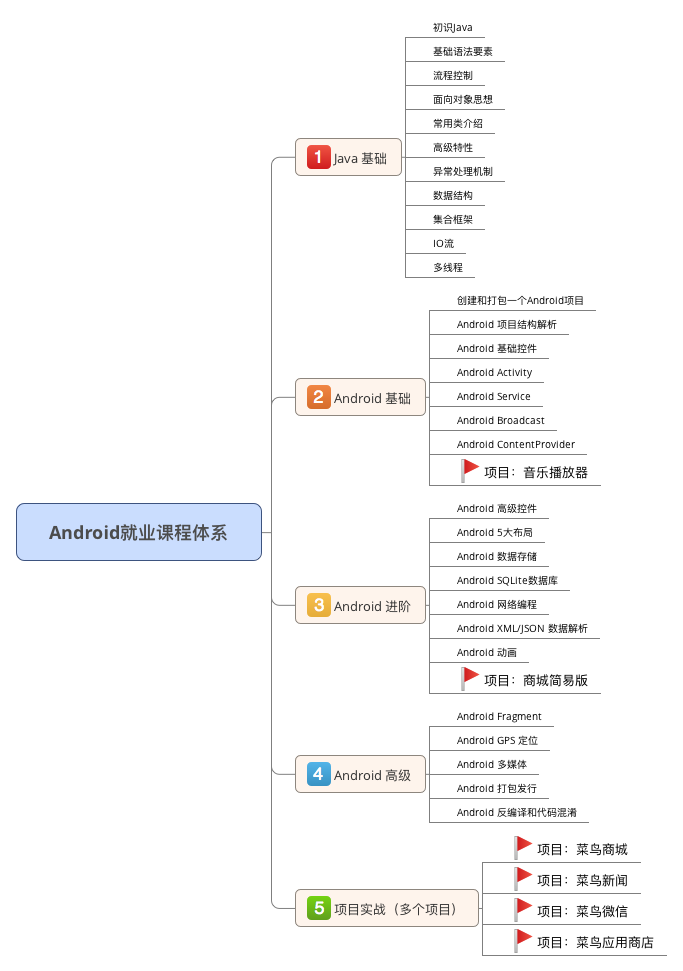 Android就业课程体系
1 Java 基础
初识Java
基础语法要素
流程控制
面向对象思想
常用类介绍
高级特性
异常处理机制
数据结构
集合框架
IO流
多线程
2 Android 基础
创建和打包一个Android项目
Android 项目结构解析
Android 基础控件
Android Activity
Android Service
Android Broadcast
Android ContentProvider
项目：音乐播放器
3 Android 进阶
Android 高级控件
Android 5大布局
Android 数据存储
Android SQLite数据库
Android 网络编程
Android XML/JSON 数据解析
Android 动画
项目：商城简易版
4 Android 高级
Android Fragment
Android GPS 定位
Android 多媒体
Android 打包发行
Android 反编译和代码混淆
5 项目实战（多个项目）
项目：菜鸟商城
项目：菜鸟新闻
项目：菜鸟微信
项目：菜鸟应用商店